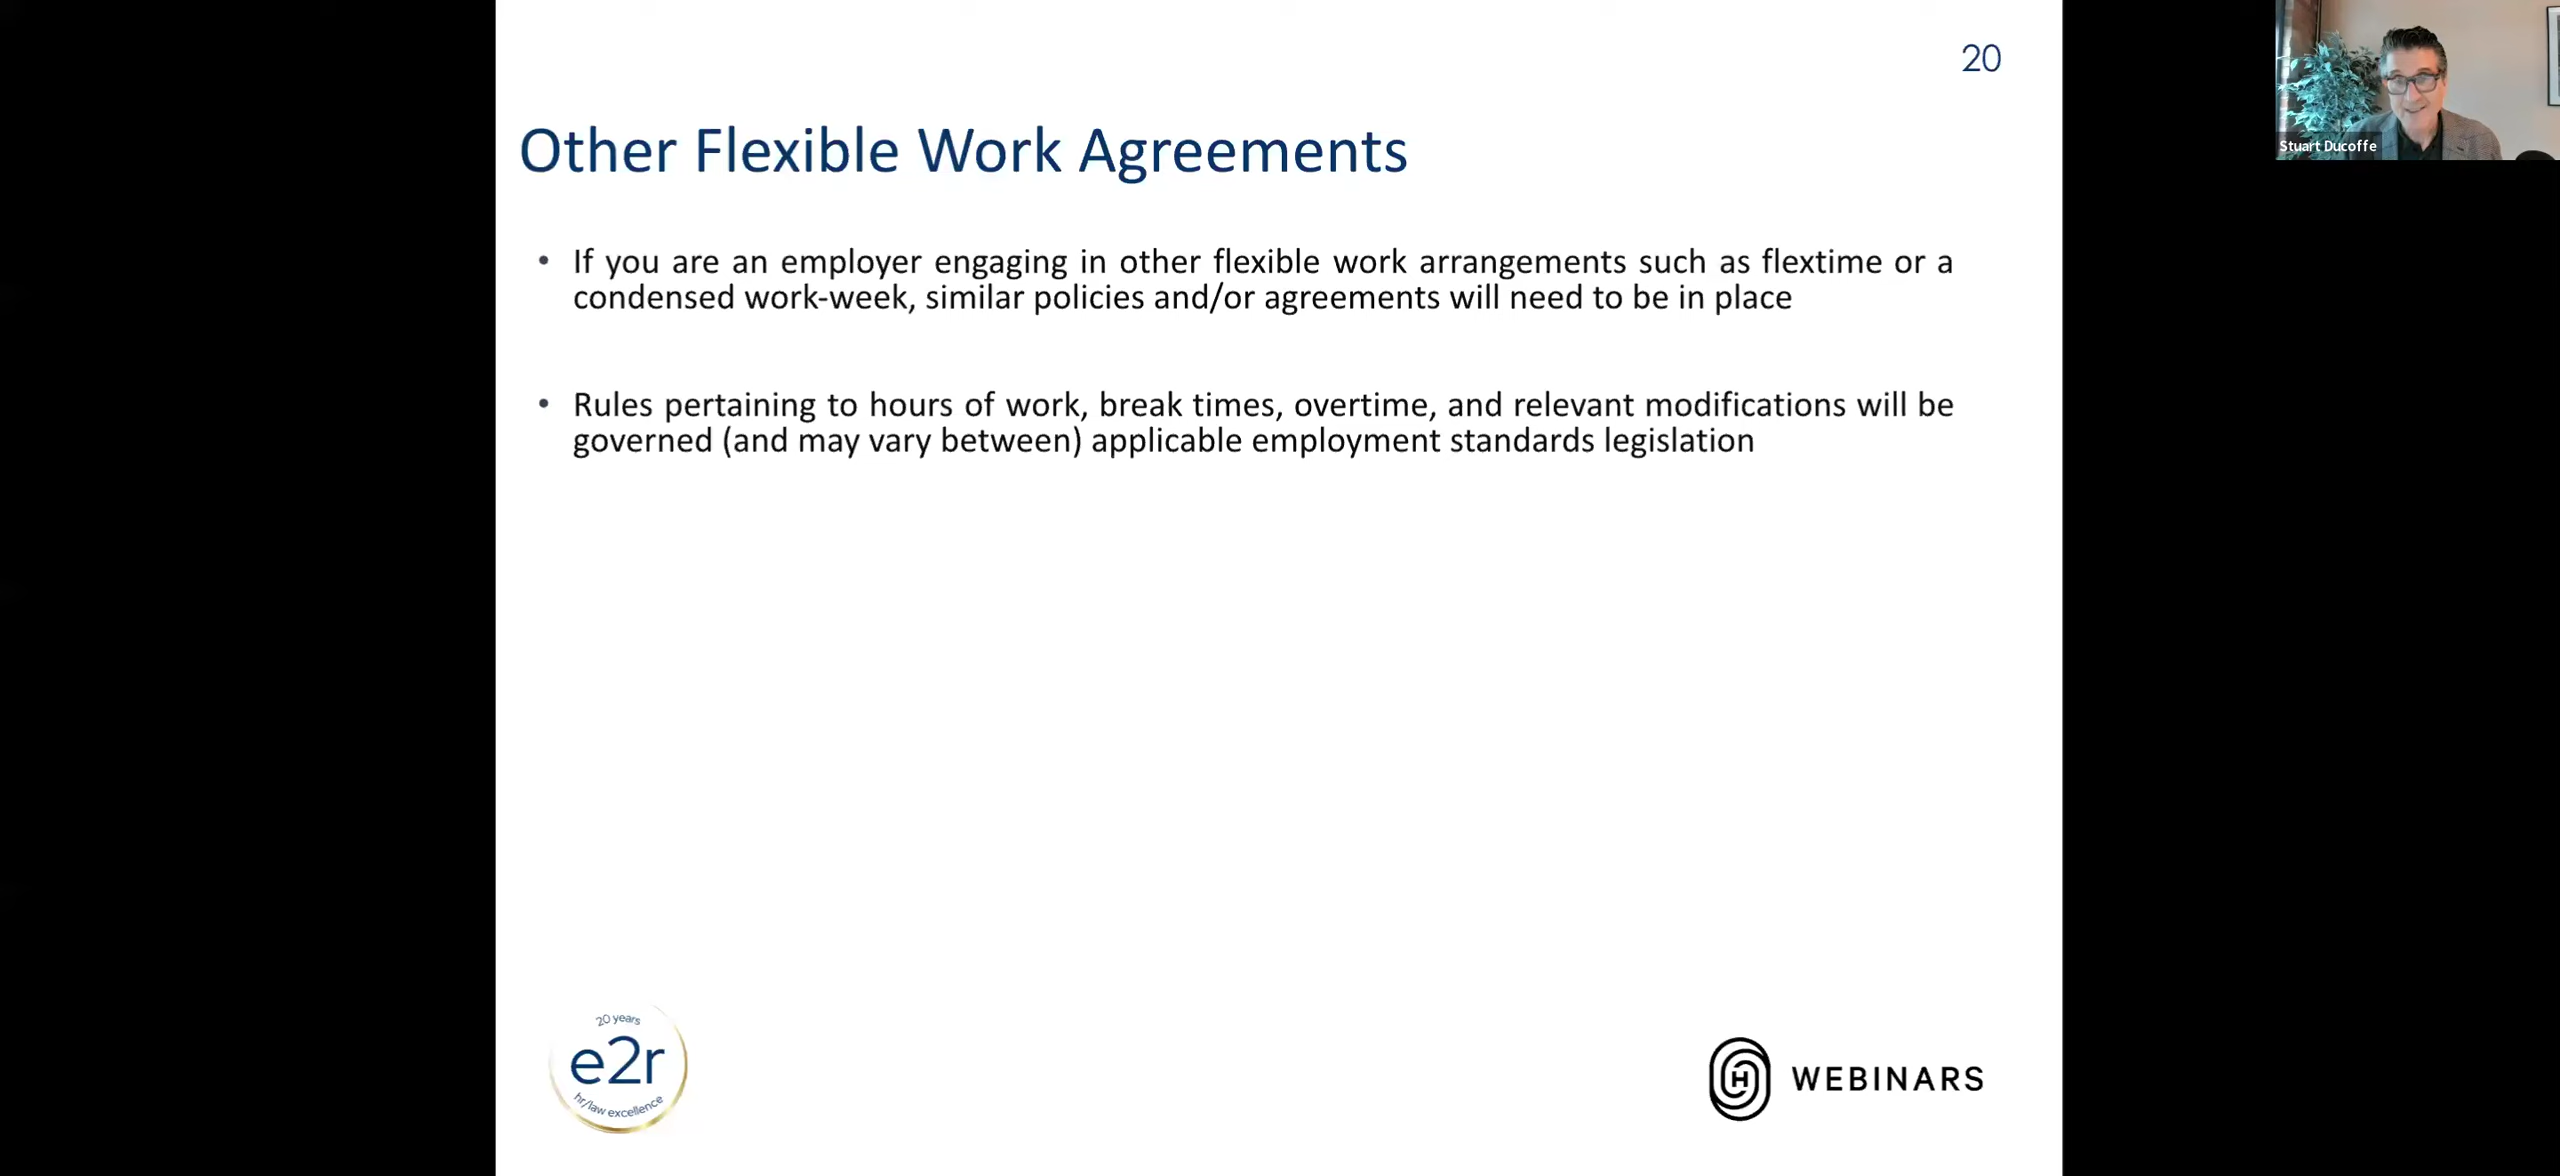 20
Stuart Ducoffe
Other Flexible Work Agreements
• If you are an employer engaging in other flexible work arrangements such as flextime or a
condensed work-week, similar policies and/or agreements will need to be in place
• Rules pertaining to hours of work, break times, overtime, and relevant modifications will be
governed (and may vary between) applicable employment standards legislation
20 years
e2r
hr/law excellence
H WEBINARS